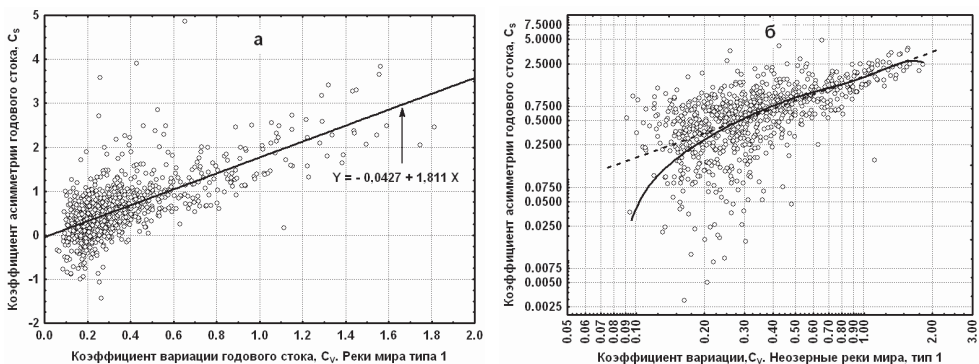 а
Коэффициент асимметрии годового стока, Cs
5
4
3
2
1
0
-1
-2
Y = - 0,0427 + 1,811 X
0.0 0.2 0.4 0.6 0.8 1.0 1.2 1.4 1.6 1.8 2.0
Коэффициент вариации годового стока, CV. Реки мира типа 1
б
Коэффициент асимметрии годового стока, Cs
7.5000
5.0000
2.5000
0.7500
0.5000
0.2500
0.0750
0.0500
0.0250
0.0075
0.0050
0.0025
0.05 0.06 0.07 0.08 0.09 0.10 0.20 0.30 0.40 0.50 0.60 0.70 0.80 0.90 1.00 2.00 3.00
Коэффициент вариации,CV. Неозерные реки мира, тип 1